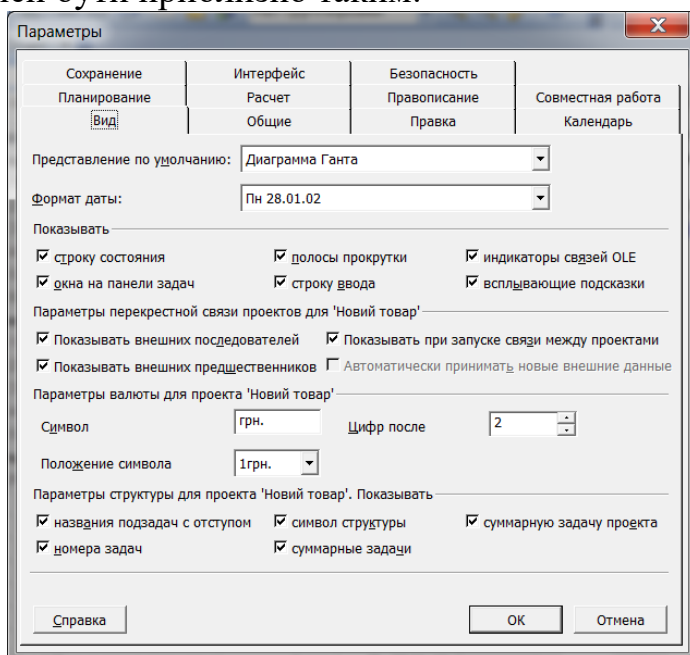 бути приблизно таким.
Параметры
Сохранение Интерфейс Безопасность
Планирование Расчет Правописание Совместная работа
Вид Общие Правка Календарь
Представление по умолчанию: Диаграмма Ганта
Формат даты: Пн 28.01.02
Показывать
строку состояния полосы прокрутки индикаторы связей OLE
окна на панели задач строку ввода всплывающие подсказки
Параметры перекрестной связи проектов для 'Новий товар'
Показывать внешних последователей Показывать при запуске связи между проектами
Показывать внешних предшественников Автоматически принимать новые внешние данные
Параметры валюты для проекта 'Новий товар'
Символ грн. Цифр после 2
Положение символа 1грн.
Параметры структуры для проекта 'Новий товар'. Показывать
названия подзадач с отступом символ структуры суммарную задачу проекта
номера задач суммарные задачи
Справка ОК Отмена